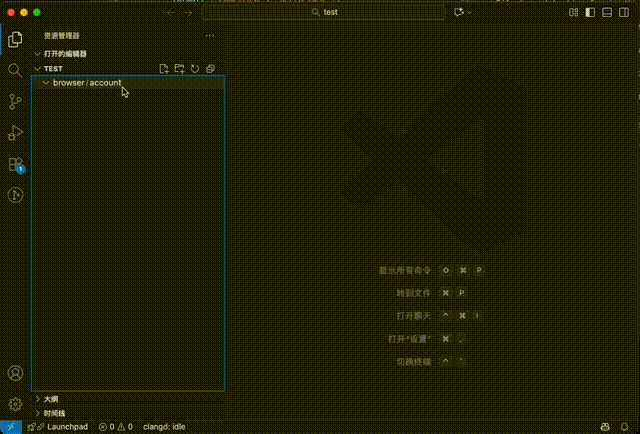 test
资源管理器
打开的编辑器
TEST
browser / account
1
显示所有命令 ⇧ ⌘ P
转到文件 ⌘ P
打开聊天 ^ ⌘ I
打开"设置" ⌘ ,
切换终端 ^ `
大纲
时间线
Launchpad 0 0 clangd: idle